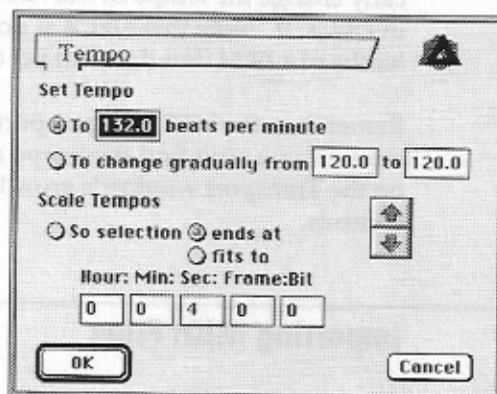 Tempo
Set Tempo
To 132.0 beats per minute
To change gradually from 120.0 to 120.0
Scale Tempos
So selection ends at
fits to
Hour: Min: Sec: Frame:Bit
0 0 4 0 0
OK Cancel